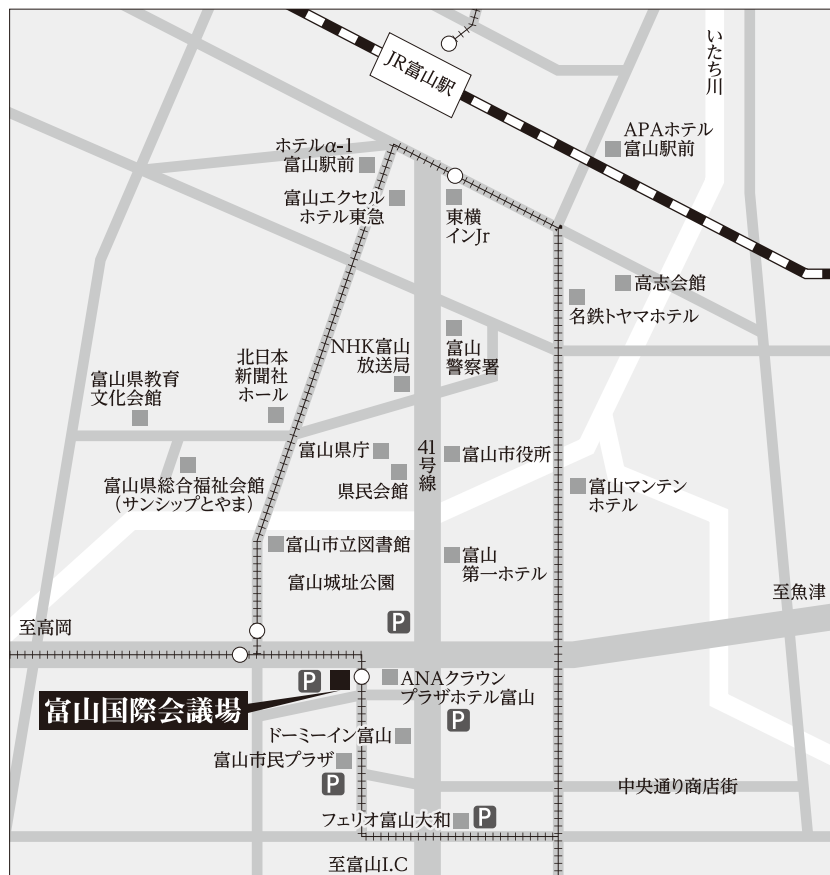 JR富山駅
いたち川
APAホテル
富山駅前
ホテルα-1
富山駅前
富山エクセル
ホテル東急
東横
インJr
高志会館
名鉄トヤマホテル
NHK富山
放送局
富山
警察署
北日本
新聞社
ホール
富山県教育
文化会館
41号線
富山県庁
県民会館
富山市役所
富山県総合福祉会館
（サンシップとやま）
富山マンテン
ホテル
富山市立図書館
富山城址公園
富山
第一ホテル
至魚津
P
至高岡
P
富山国際会議場
ANAクラウン
プラザホテル富山
P
ドーミーイン富山
富山市民プラザ
P
中央通り商店街
フェリオ富山大和
P
至富山I.C